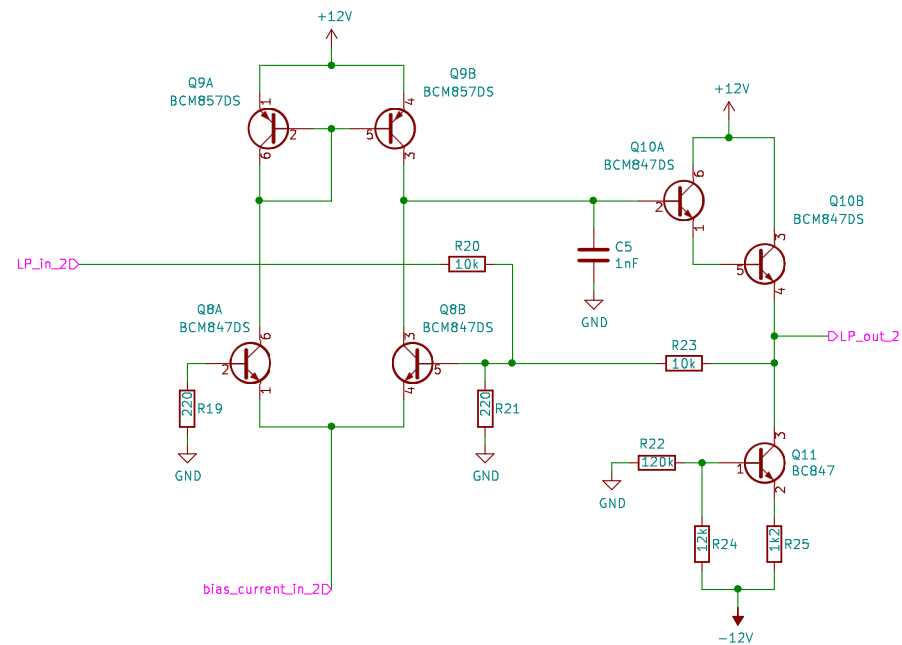 +12V
Q9A
BCM857DS
Q9B
BCM857DS
1
4
2
5
6
3
+12V
Q10A
BCM847DS
6
2
1
Q10B
BCM847DS
3
5
4
LP_in_2
R20
10k
C5
1nF
GND
Q8A
BCM847DS
6
2
1
Q8B
BCM847DS
3
5
4
LP_out_2
R23
10k
220
R19
GND
220
R21
GND
R22
120k
GND
3
Q11
BC847
1
2
12k
R24
1k2
R25
bias_current_in_2
-12V